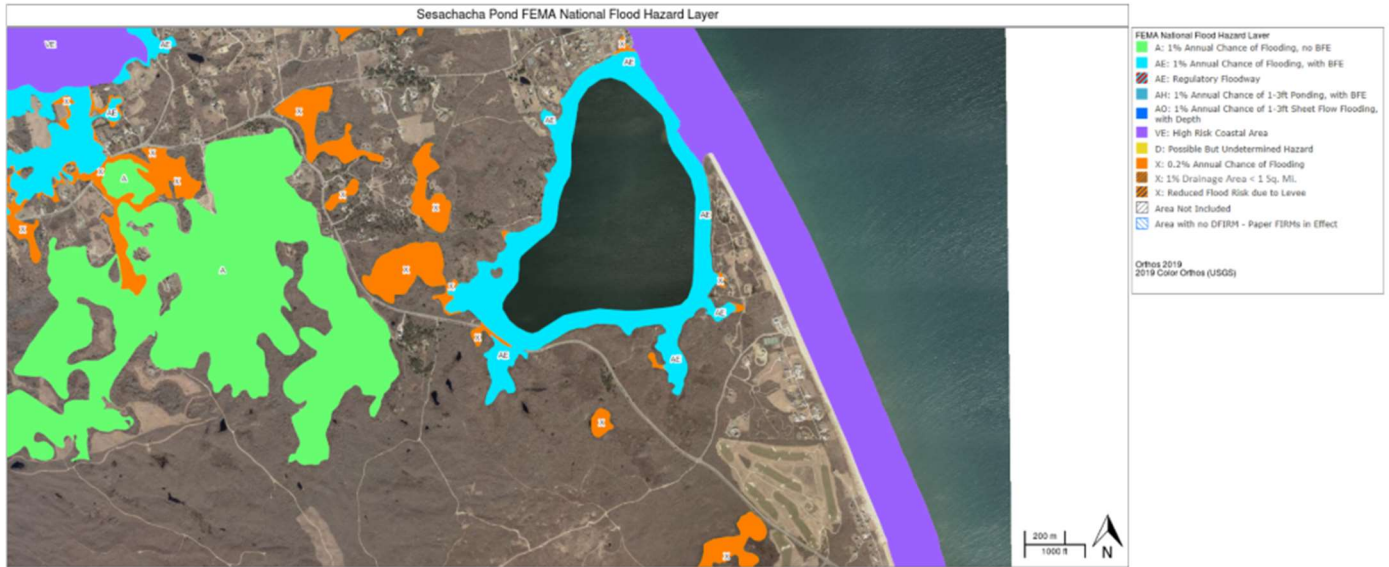 Sesachacha Pond FEMA National Flood Hazard Layer
VE
AE
X
AE
X
X
X
A
X
X
A
X
X
X
X
X
X
AE
AE
AE
X
AE
X
AE
AE
X
X
FEMA National Flood Hazard Layer
A: 1% Annual Chance of Flooding, no BFE
AE: 1% Annual Chance of Flooding, with BFE
AE: Regulatory Floodway
AH: 1% Annual Chance of 1-3ft Ponding, with BFE
AO: 1% Annual Chance of 1-3ft Sheet Flow Flooding,
with Depth
VE: High Risk Coastal Area
D: Possible But Undetermined Hazard
X: 0.2% Annual Chance of Flooding
X: 1% Drainage Area < 1 Sq. Mi.
X: Reduced Flood Risk due to Levee
Area Not Included
Area with no DFIRM - Paper FIRMs in Effect
Orthos 2019
2019 Color Orthos (USGS)
200 m
1000 ft
N